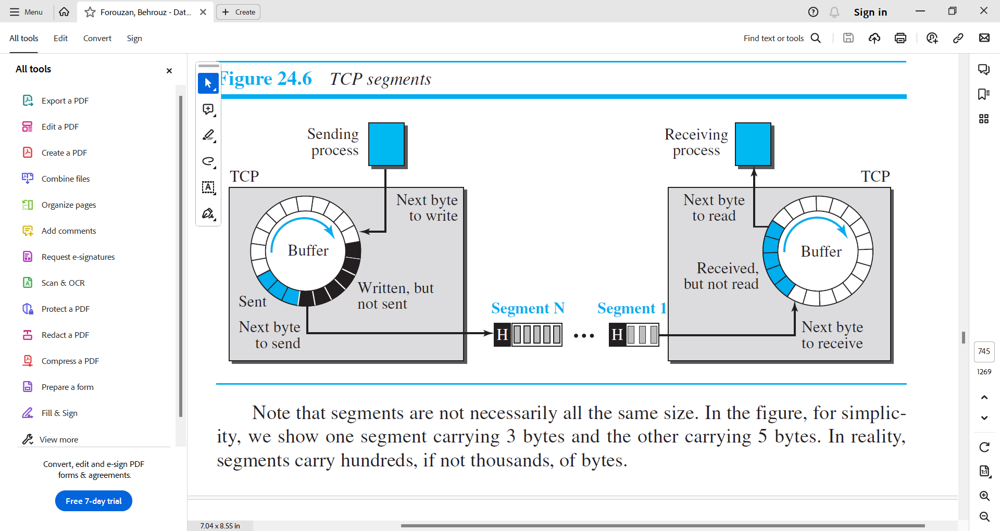 Menu
Forouzan, Behrouz - Dat...
Create
Sign in
All tools
Edit
Convert
Sign
Find text or tools
All tools
Export a PDF
Edit a PDF
Create a PDF
Combine files
Organize pages
Add comments
Request e-signatures
Scan & OCR
Protect a PDF
Redact a PDF
Compress a PDF
Prepare a form
Fill & Sign
View more
Convert, edit and e-sign PDF
forms & agreements.
Free 7-day trial
Figure 24.6 TCP segments
Sending
process
TCP
Next byte
to write
Buffer
Written, but
not sent
Sent
Next byte
to send
Segment N
H
...
Segment 1
H
Receiving
process
TCP
Next byte
to read
Buffer
Received,
but not read
Next byte
to receive
Note that segments are not necessarily all the same size. In the figure, for simplic-
ity, we show one segment carrying 3 bytes and the other carrying 5 bytes. In reality,
segments carry hundreds, if not thousands, of bytes.
7.04 x 8.55 in
745
1269
1:1